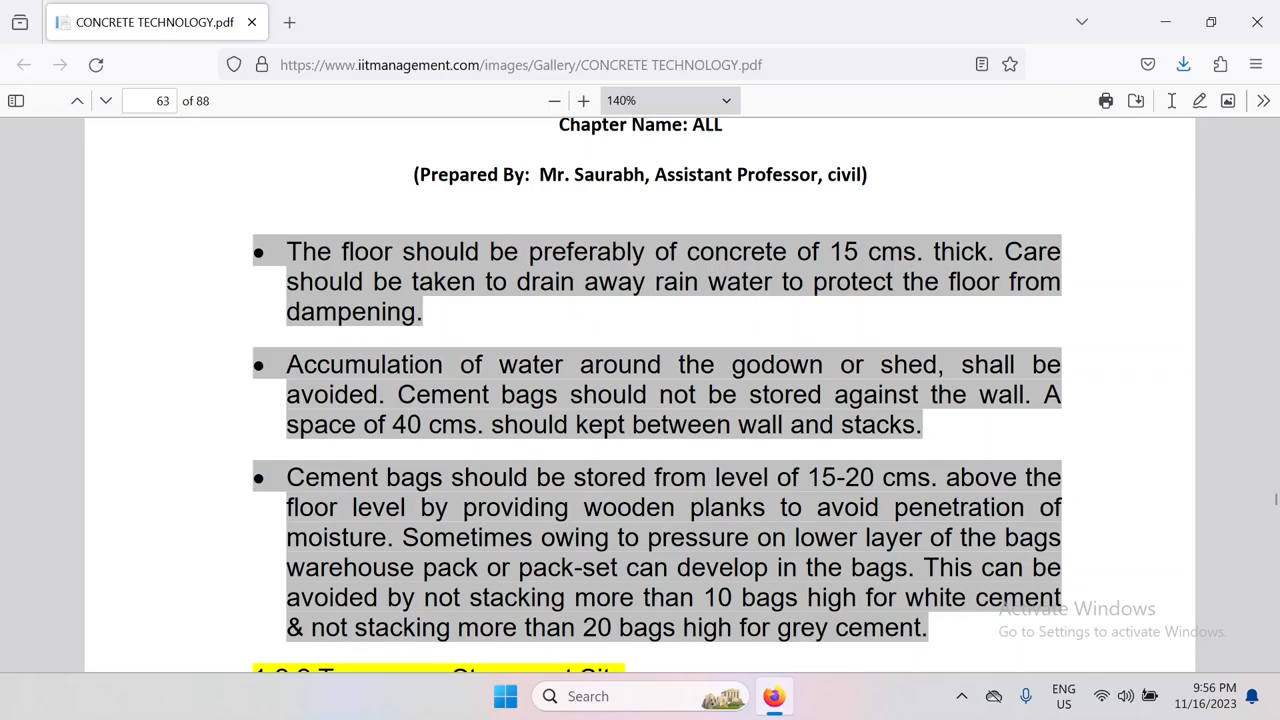 CONCRETE TECHNOLOGY.pdf
https://www.iitmanagement.com/images/Gallery/CONCRETE TECHNOLOGY.pdf
63 of 88
140%
Chapter Name: ALL
(Prepared By: Mr. Saurabh, Assistant Professor, civil)
• The floor should be preferably of concrete of 15 cms. thick. Care
should be taken to drain away rain water to protect the floor from
dampening.
• Accumulation of water around the godown or shed, shall be
avoided. Cement bags should not be stored against the wall. A
space of 40 cms. should kept between wall and stacks.
• Cement bags should be stored from level of 15-20 cms. above the
floor level by providing wooden planks to avoid penetration of
moisture. Sometimes owing to pressure on lower layer of the bags
warehouse pack or pack-set can develop in the bags. This can be
avoided by not stacking more than 10 bags high for white cement
& not stacking more than 20 bags high for grey cement.
Activate Windows
Go to Settings to activate Windows.
Search
ENG
US
9:56 PM
11/16/2023